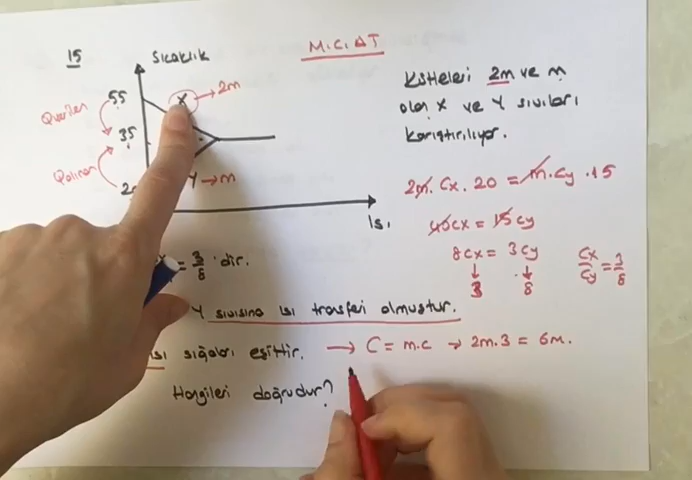 15
Sıcaklık
M.C.ΔT
55
X → 2m
Qverilen
35
Qalınan
Y → m
Isı
Kütleleri 2m ve m
olan X ve Y sıvıları
karıştırılıyor.
2m.Cx.20 = m.Cy.15
40Cx = 15Cy
8Cx = 3Cy
3 8
Cx/Cy = 3/8
= 3/8 'dir.
Y sıvısına ısı transferi olmuştur.
ısı sığaları eşittir. → C = m.c → 2m.3 = 6m.
Hangileri doğrudur?